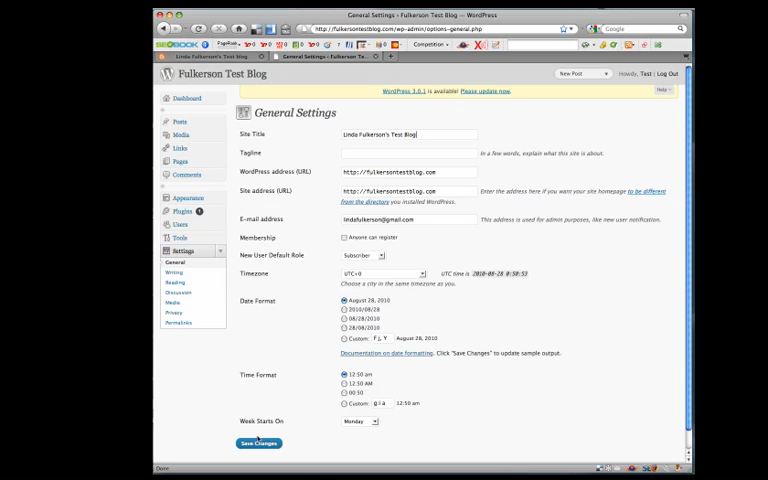 General Settings ‹ Fulkerson Test Blog — WordPress
http://fulkersontestblog.com/wp-admin/options-general.php
Google
SEOBOOK
PageRank
Competition
Linda Fulkerson's Test Blog
General Settings ‹ Fulkerson Te...
Fulkerson Test Blog
New Post
Howdy, Test | Log Out
WordPress 3.0.1 is available! Please update now.
Help
Dashboard
Posts
Media
Links
Pages
Comments
Appearance
Plugins 1
Users
Tools
Settings
General
Writing
Reading
Discussion
Media
Privacy
Permalinks
General Settings
Site Title
Linda Fulkerson's Test Blog
Tagline
In a few words, explain what this site is about.
WordPress address (URL)
http://fulkersontestblog.com
Site address (URL)
http://fulkersontestblog.com
Enter the address here if you want your site homepage to be different
from the directory you installed WordPress.
E-mail address
lindafulkerson@gmail.com
This address is used for admin purposes, like new user notification.
Membership
Anyone can register
New User Default Role
Subscriber
Timezone
UTC+0
UTC time is 2010-08-28 0:50:53
Choose a city in the same timezone as you.
Date Format
August 28, 2010
2010/08/28
08/28/2010
28/08/2010
Custom: F j, Y August 28, 2010
Documentation on date formatting. Click "Save Changes" to update sample output.
Time Format
12:50 am
12:50 AM
00:50
Custom: g:i a 12:50 am
Week Starts On
Monday
Save Changes
Done